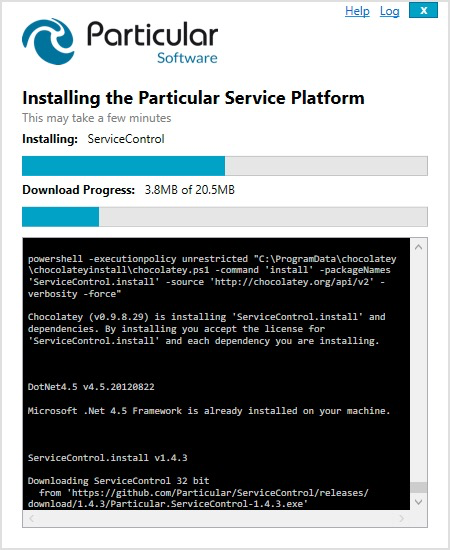 Help Log x
Particular
Software
Installing the Particular Service Platform
This may take a few minutes
Installing: ServiceControl
Download Progress: 3.8MB of 20.5MB
powershell -executionpolicy unrestricted "C:\ProgramData\chocolatey
\chocolateyinstall\chocolatey.ps1 -command 'install' -packageNames
'ServiceControl.install' -source 'http://chocolatey.org/api/v2' -
verbosity -force"
Chocolatey (v0.9.8.29) is installing 'ServiceControl.install' and
dependencies. By installing you accept the license for
'ServiceControl.install' and each dependency you are installing.
DotNet4.5 v4.5.20120822
Microsoft .Net 4.5 Framework is already installed on your machine.
ServiceControl.install v1.4.3
Downloading ServiceControl 32 bit
from 'https://github.com/Particular/ServiceControl/releases/
download/1.4.3/Particular.ServiceControl-1.4.3.exe'